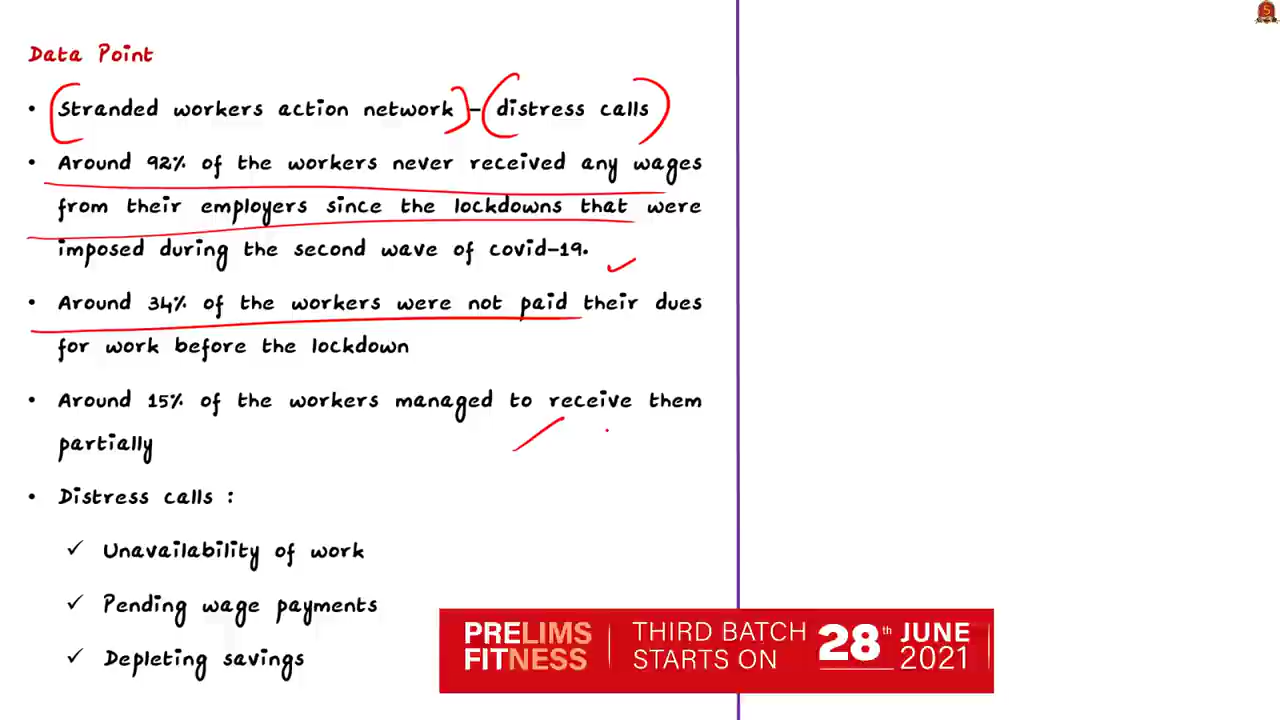 Data Point
• Stranded workers action network - distress calls
• Around 92% of the workers never received any wages
from their employers since the lockdowns that were
imposed during the second wave of covid-19.
• Around 34% of the workers were not paid their dues
for work before the lockdown
• Around 15% of the workers managed to receive them
partially
• Distress calls :
✓ Unavailability of work
✓ Pending wage payments
✓ Depleting savings
PRELIMS
FITNESS
THIRD BATCH
STARTS ON
28th JUNE
2021